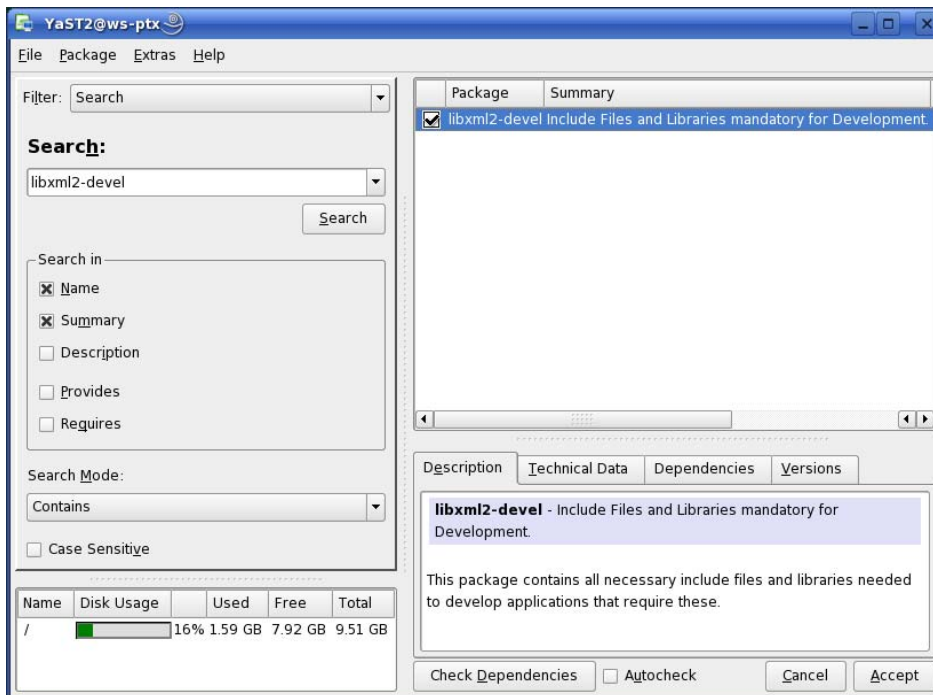 YaST2@ws-ptx
File Package Extras Help
Filter: Search
Search:
libxml2-devel
Search
Search in
Name
Summary
Description
Provides
Requires
Search Mode:
Contains
Case Sensitive
Name Disk Usage Used Free Total
/ 16% 1.59 GB 7.92 GB 9.51 GB
Package Summary
libxml2-devel Include Files and Libraries mandatory for Development.
Description Technical Data Dependencies Versions
libxml2-devel - Include Files and Libraries mandatory for
Development.
This package contains all necessary include files and libraries needed
to develop applications that require these.
Check Dependencies Autocheck Cancel Accept